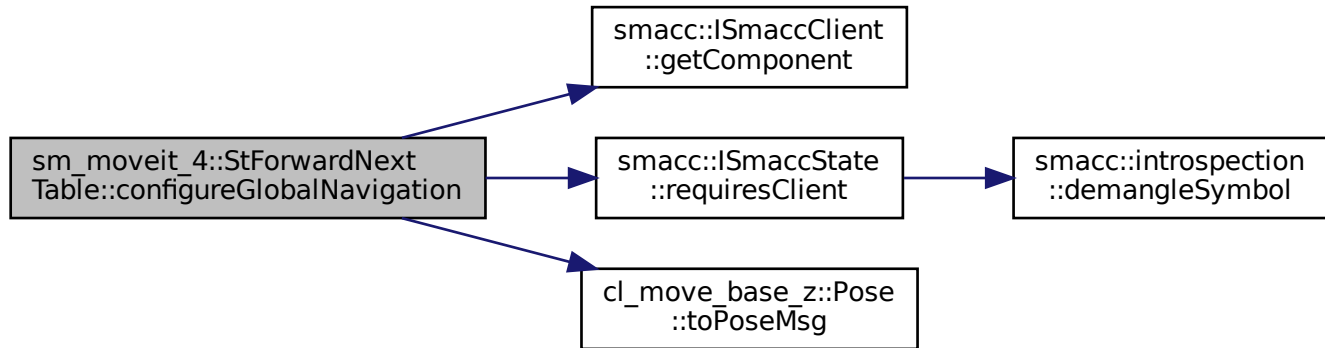 smacc::ISmaccClient
::getComponent
sm_moveit_4::StForwardNext
Table::configureGlobalNavigation
smacc::ISmaccState
::requiresClient
smacc::introspection
::demangleSymbol
cl_move_base_z::Pose
::toPoseMsg